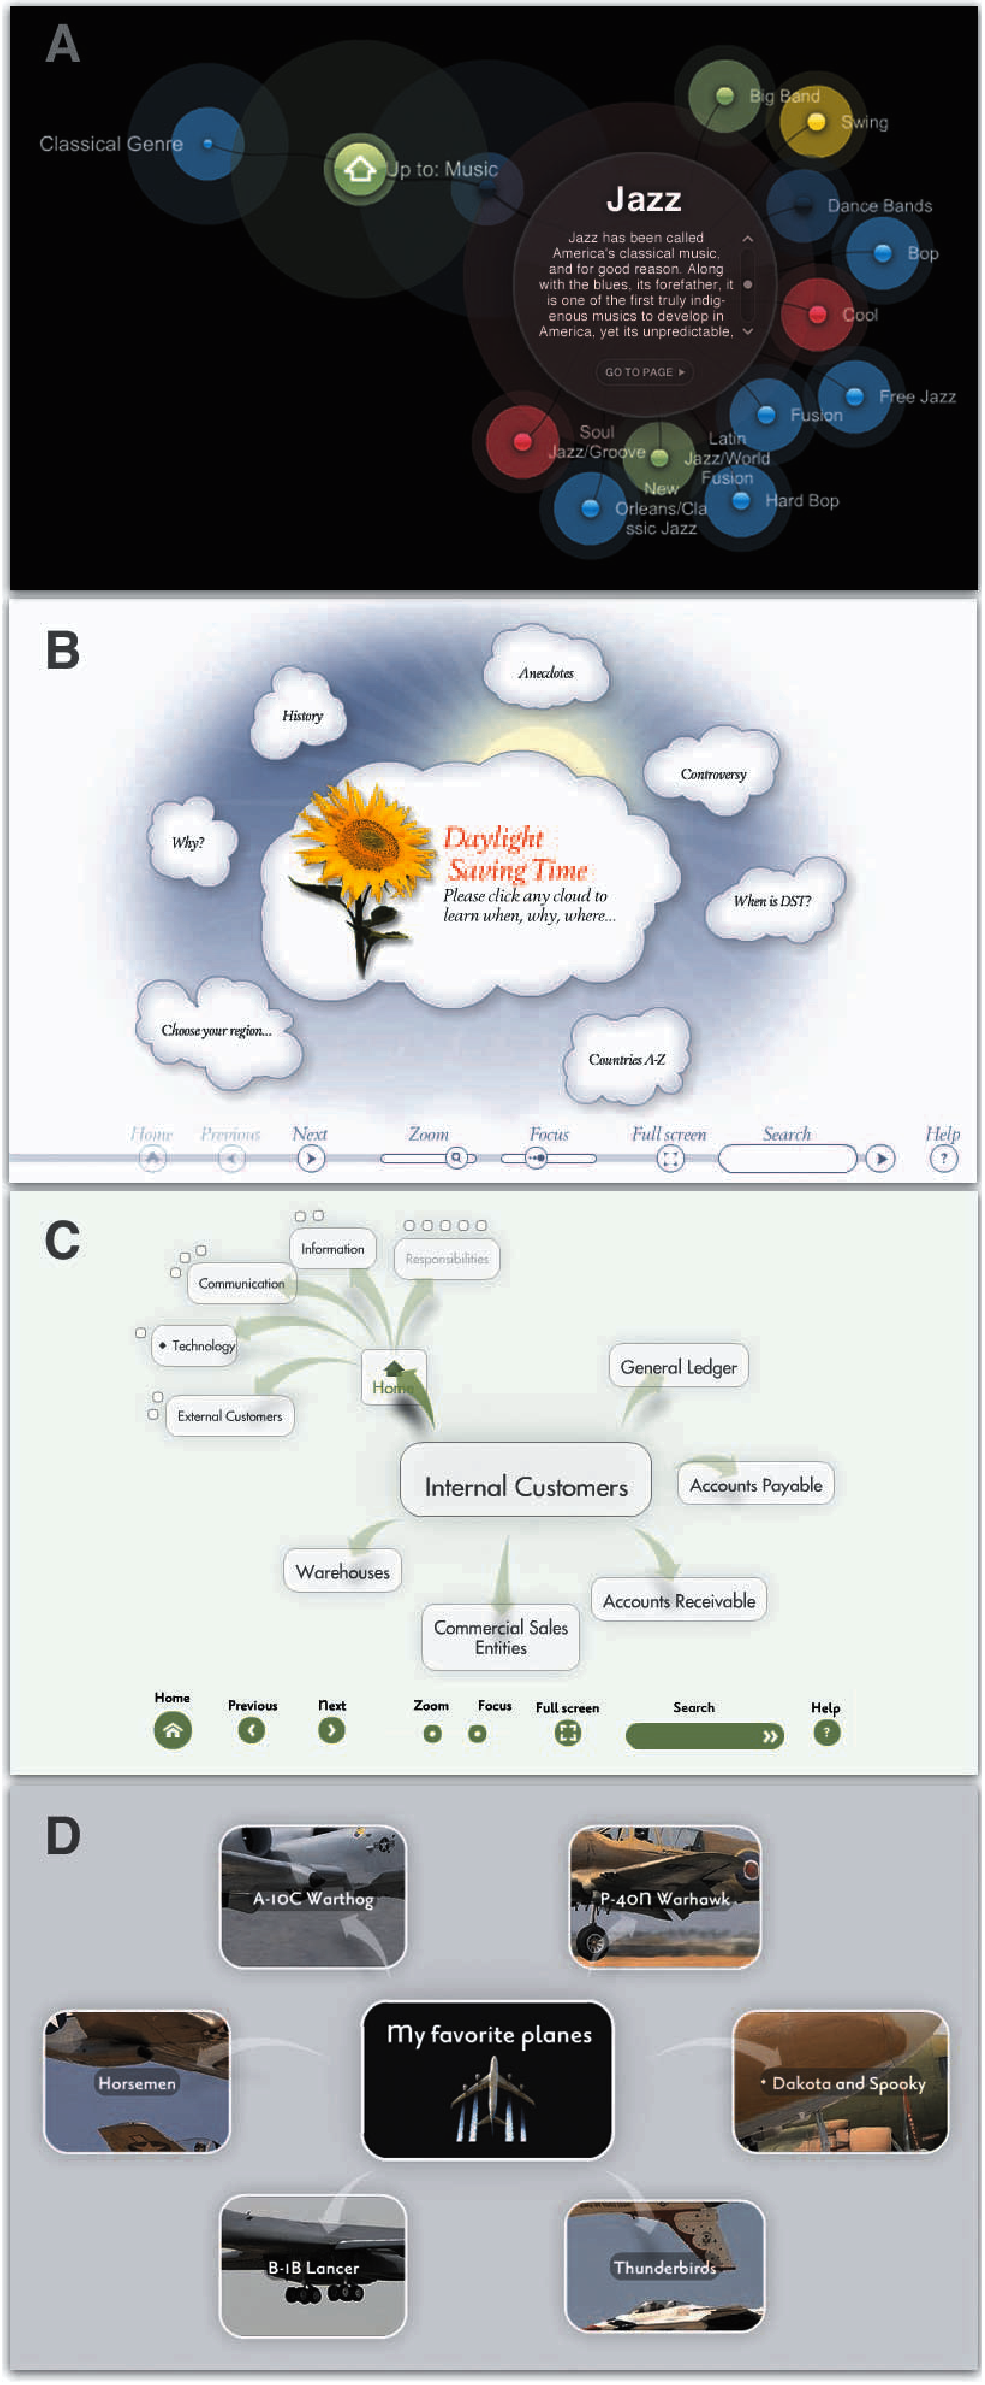 A
Classical Genre
Up to: Music
Big Band
Swing
Dance Bands
Bop
Cool
Free Jazz
Fusion
Jazz
Jazz has been called
America's classical music,
and for good reason. Along
with the blues, its forefather, it
is one of the first truly indig-
enous musics to develop in
America, yet its unpredictable,
GO TO PAGE
Soul
Jazz/Groove
Latin
Jazz/World
Fusion
New
Orleans/Cla
ssic Jazz
Hard Bop
B
Anecdotes
History
Controversy
Why?
Daylight
Saving Time
Please click any cloud to
learn when, why, where...
When is DST?
Choose your region...
Countries A-Z
Home Previous Next Zoom Focus Full screen Search Help
?
C
Information
Responsibilities
Communication
Technology
Home
External Customers
General Ledger
Internal Customers
Accounts Payable
Warehouses
Accounts Receivable
Commercial Sales
Entities
Home Previous Next Zoom Focus Full screen Search Help
?
D
A-10C Warthog
P-40N Warhawk
My favorite planes
Horsemen
Dakota and Spooky
B-1B Lancer
Thunderbirds